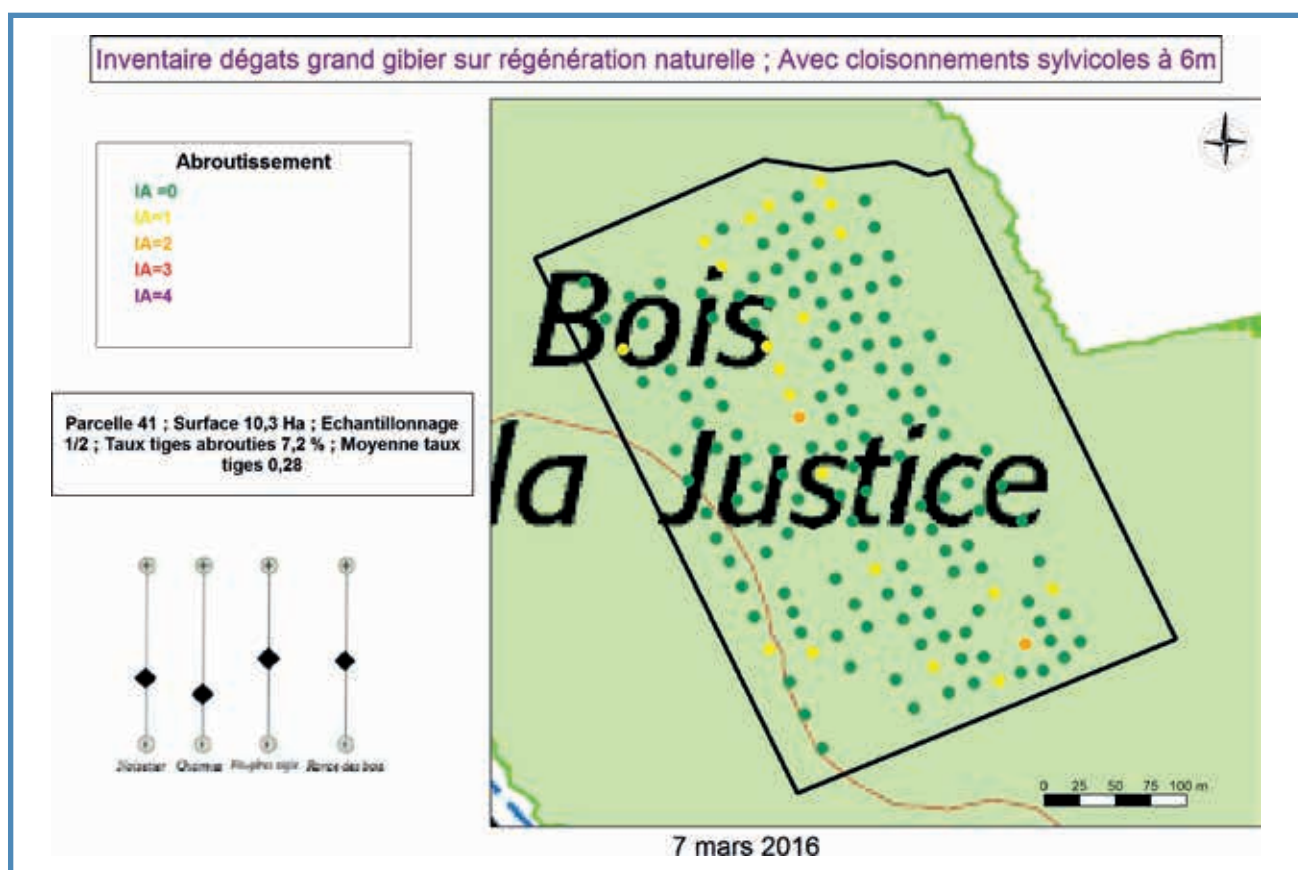 Inventaire dégats grand gibier sur régénération naturelle ; Avec cloisonnements sylvicoles à 6m
Abroutissement
IA =0
IA=1
IA=2
IA=3
IA=4
Parcelle 41 ; Surface 10,3 Ha ; Echantillonnage
1/2 ; Taux tiges abrouties 7,2 % ; Moyenne taux
tiges 0,28
Noisetier Charme Ronce des bois
Bois
la Justice
0 25 50 75 100 m
7 mars 2016